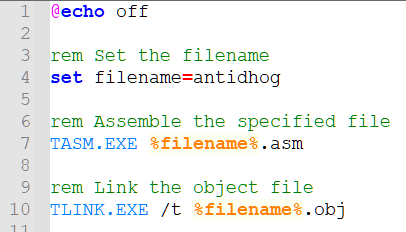 1 @echo off
2
3 rem Set the filename
4 set filename=antidhog
5
6 rem Assemble the specified file
7 TASM.EXE %filename%.asm
8
9 rem Link the object file
10 TLINK.EXE /t %filename%.obj
11